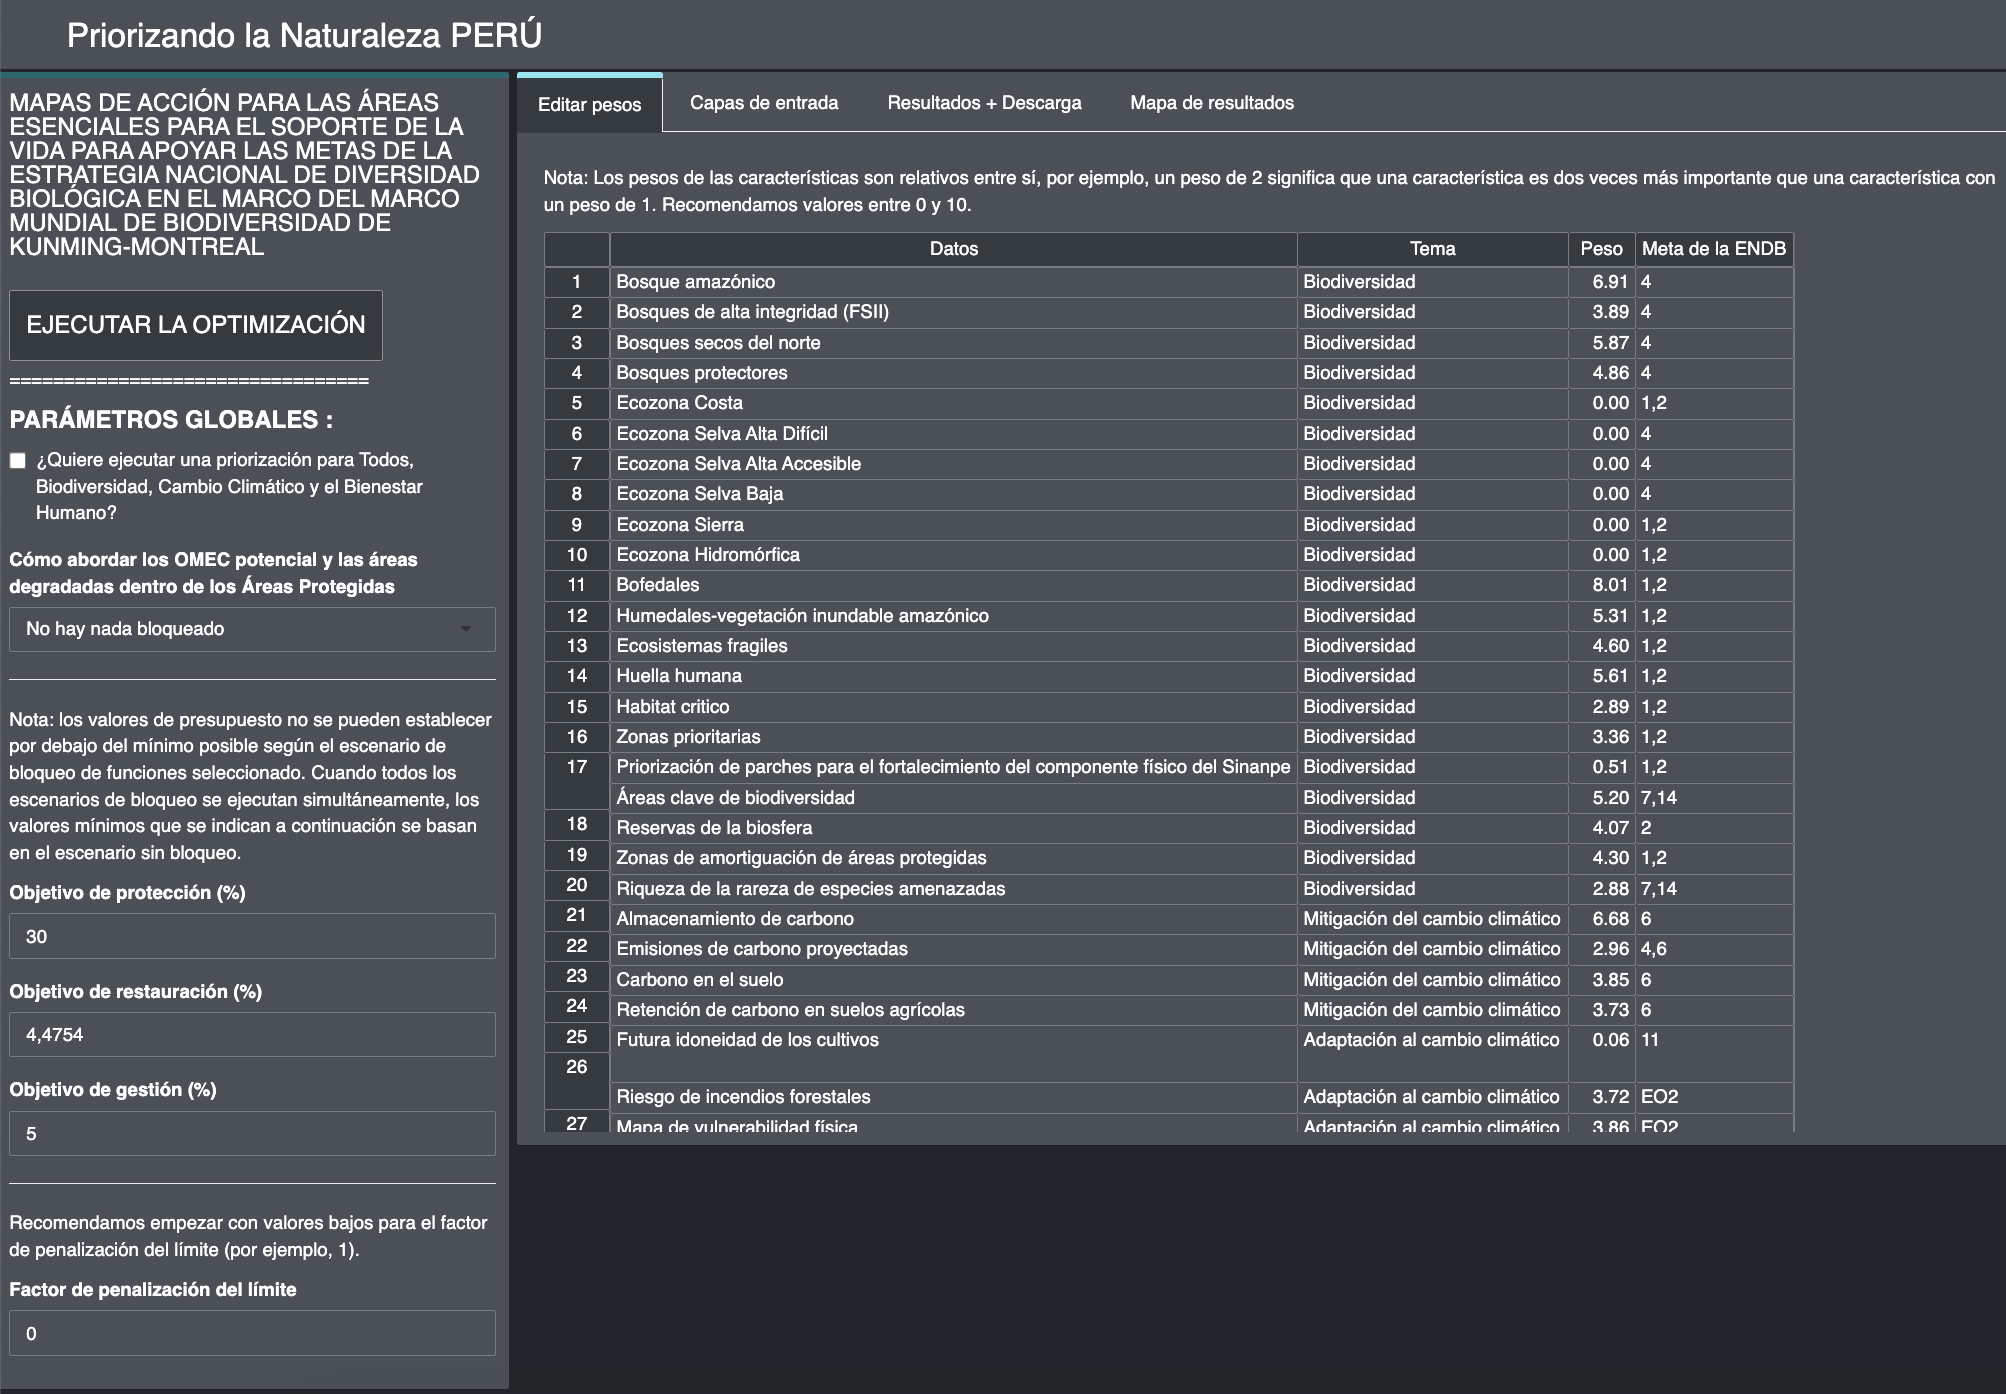 Priorizando la Naturaleza PERÚ
MAPAS DE ACCIÓN PARA LAS ÁREAS
ESENCIALES PARA EL SOPORTE DE LA
VIDA PARA APOYAR LAS METAS DE LA
ESTRATEGIA NACIONAL DE DIVERSIDAD
BIOLÓGICA EN EL MARCO DEL MARCO
MUNDIAL DE BIODIVERSIDAD DE
KUNMING-MONTREAL
EJECUTAR LA OPTIMIZACIÓN
=================================
PARÁMETROS GLOBALES :
¿Quiere ejecutar una priorización para Todos,
Biodiversidad, Cambio Climático y el Bienestar
Humano?
Cómo abordar los OMEC potencial y las áreas
degradadas dentro de los Áreas Protegidas
No hay nada bloqueado
Nota: los valores de presupuesto no se pueden establecer
por debajo del mínimo posible según el escenario de
bloqueo de funciones seleccionado. Cuando todos los
escenarios de bloqueo se ejecutan simultáneamente, los
valores mínimos que se indican a continuación se basan
en el escenario sin bloqueo.
Objetivo de protección (%)
30
Objetivo de restauración (%)
4,4754
Objetivo de gestión (%)
5
Recomendamos empezar con valores bajos para el factor
de penalización del límite (por ejemplo, 1).
Factor de penalización del límite
0
Editar pesos Capas de entrada Resultados + Descarga Mapa de resultados
Nota: Los pesos de las características son relativos entre sí, por ejemplo, un peso de 2 significa que una característica es dos veces más importante que una característica con
un peso de 1. Recomendamos valores entre 0 y 10.
Datos Tema Peso Meta de la ENDB
1 Bosque amazónico Biodiversidad 6.91 4
2 Bosques de alta integridad (FSII) Biodiversidad 3.89 4
3 Bosques secos del norte Biodiversidad 5.87 4
4 Bosques protectores Biodiversidad 4.86 4
5 Ecozona Costa Biodiversidad 0.00 1,2
6 Ecozona Selva Alta Difícil Biodiversidad 0.00 4
7 Ecozona Selva Alta Accesible Biodiversidad 0.00 4
8 Ecozona Selva Baja Biodiversidad 0.00 4
9 Ecozona Sierra Biodiversidad 0.00 1,2
10 Ecozona Hidromórfica Biodiversidad 0.00 1,2
11 Bofedales Biodiversidad 8.01 1,2
12 Humedales-vegetación inundable amazónico Biodiversidad 5.31 1,2
13 Ecosistemas fragiles Biodiversidad 4.60 1,2
14 Huella humana Biodiversidad 5.61 1,2
15 Habitat critico Biodiversidad 2.89 1,2
16 Zonas prioritarias Biodiversidad 3.36 1,2
17 Priorización de parches para el fortalecimiento del componente físico del Sinanpe Biodiversidad 0.51 1,2
Áreas clave de biodiversidad Biodiversidad 5.20 7,14
18 Reservas de la biosfera Biodiversidad 4.07 2
19 Zonas de amortiguación de áreas protegidas Biodiversidad 4.30 1,2
20 Riqueza de la rareza de especies amenazadas Biodiversidad 2.88 7,14
21 Almacenamiento de carbono Mitigación del cambio climático 6.68 6
22 Emisiones de carbono proyectadas Mitigación del cambio climático 2.96 4,6
23 Carbono en el suelo Mitigación del cambio climático 3.85 6
24 Retención de carbono en suelos agrícolas Mitigación del cambio climático 3.73 6
25 Futura idoneidad de los cultivos Adaptación al cambio climático 0.06 11
26
Riesgo de incendios forestales Adaptación al cambio climático 3.72 EO2
27 Mapa de vulnerabilidad física Adaptación al cambio climático 3.86 EO2